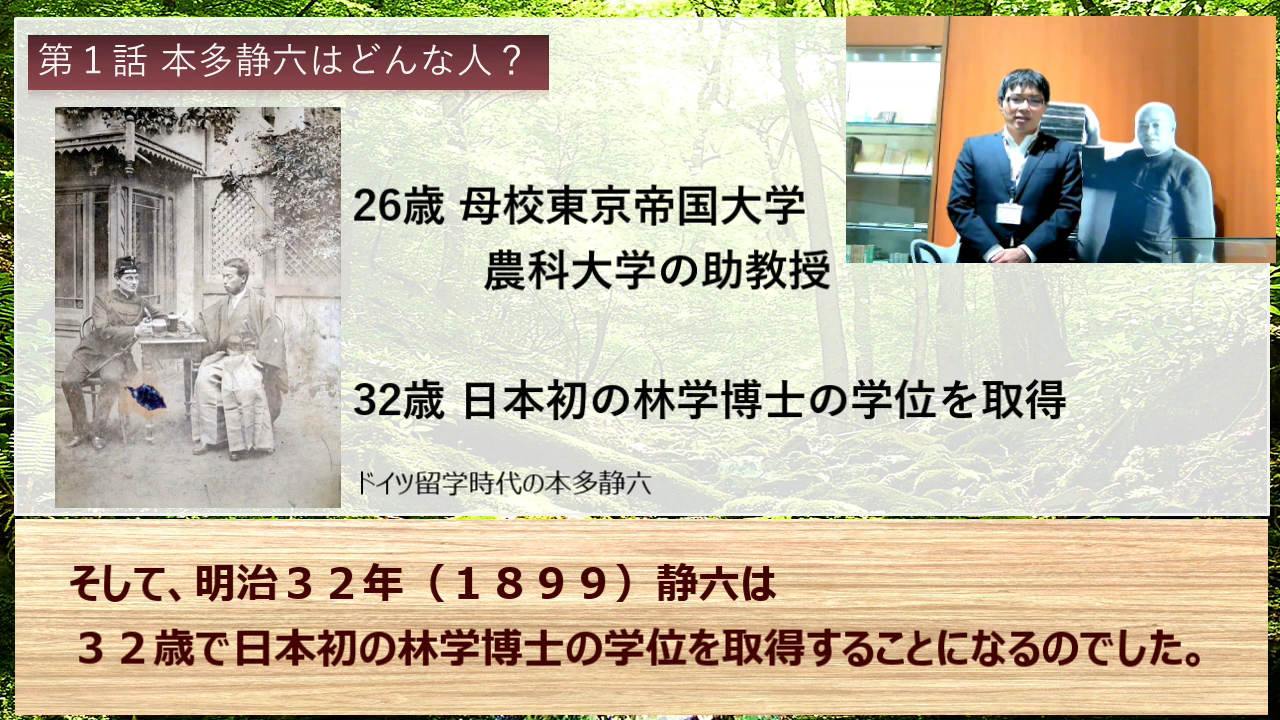 第１話 本多静六はどんな人？
26歳 母校東京帝国大学
農科大学の助教授
32歳 日本初の林学博士の学位を取得
ドイツ留学時代の本多静六
そして、明治３２年（１８９９）静六は
３２歳で日本初の林学博士の学位を取得することになるのでした。